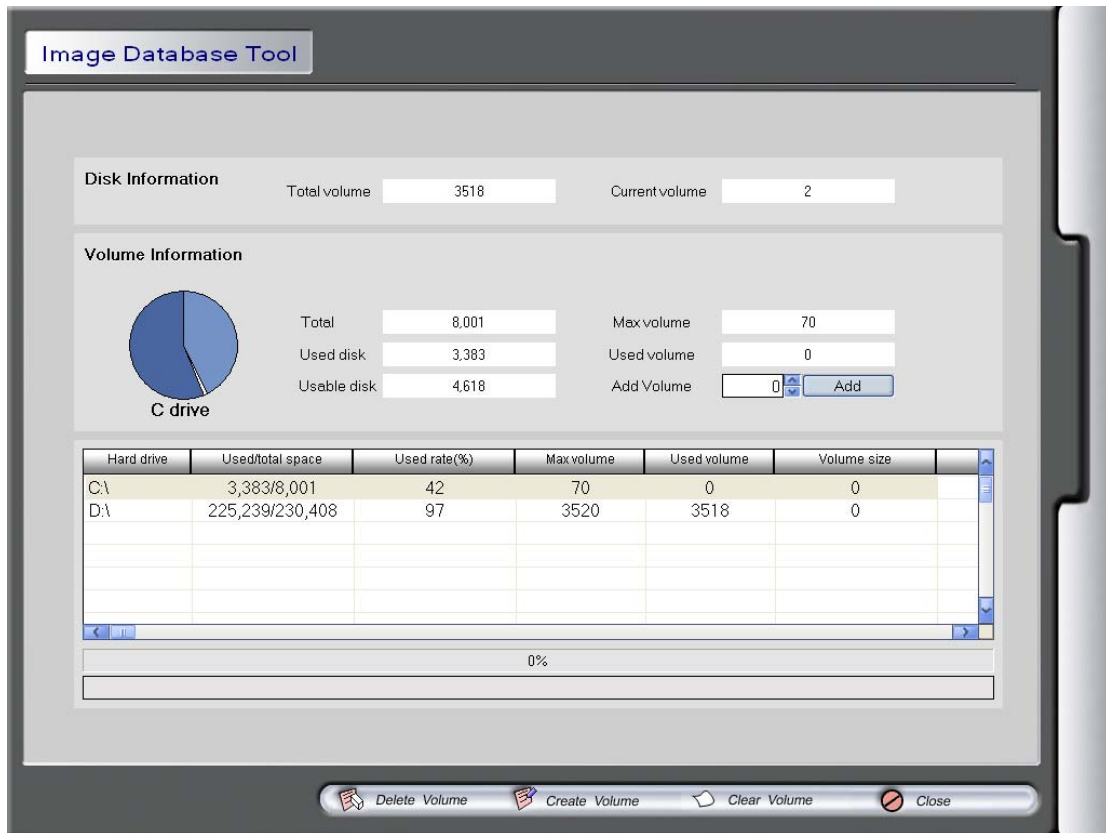 Image Database Tool
Disk Information
Total volume 3518 Current volume 2
Volume Information
Total 8,001 Max volume 70
Used disk 3,383 Used volume 0
Usable disk 4,618 Add Volume 0 Add
C drive
Hard drive Used/total space Used rate(%) Max volume Used volume Volume size
C:\ 3,383/8,001 42 70 0 0
D:\ 225,239/230,408 97 3520 3518 0
0%
Delete Volume Create Volume Clear Volume Close